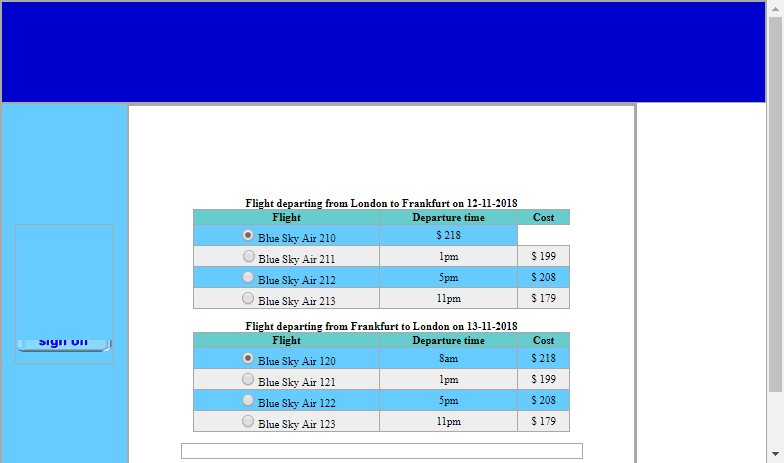 Flight departing from London to Frankfurt on 12-11-2018
Flight Departure time Cost
Blue Sky Air 210 $ 218
Blue Sky Air 211 1pm $ 199
Blue Sky Air 212 5pm $ 208
Blue Sky Air 213 11pm $ 179
Flight departing from Frankfurt to London on 13-11-2018
Flight Departure time Cost
sign off
Blue Sky Air 120 8am $ 218
Blue Sky Air 121 1pm $ 199
Blue Sky Air 122 5pm $ 208
Blue Sky Air 123 11pm $ 179